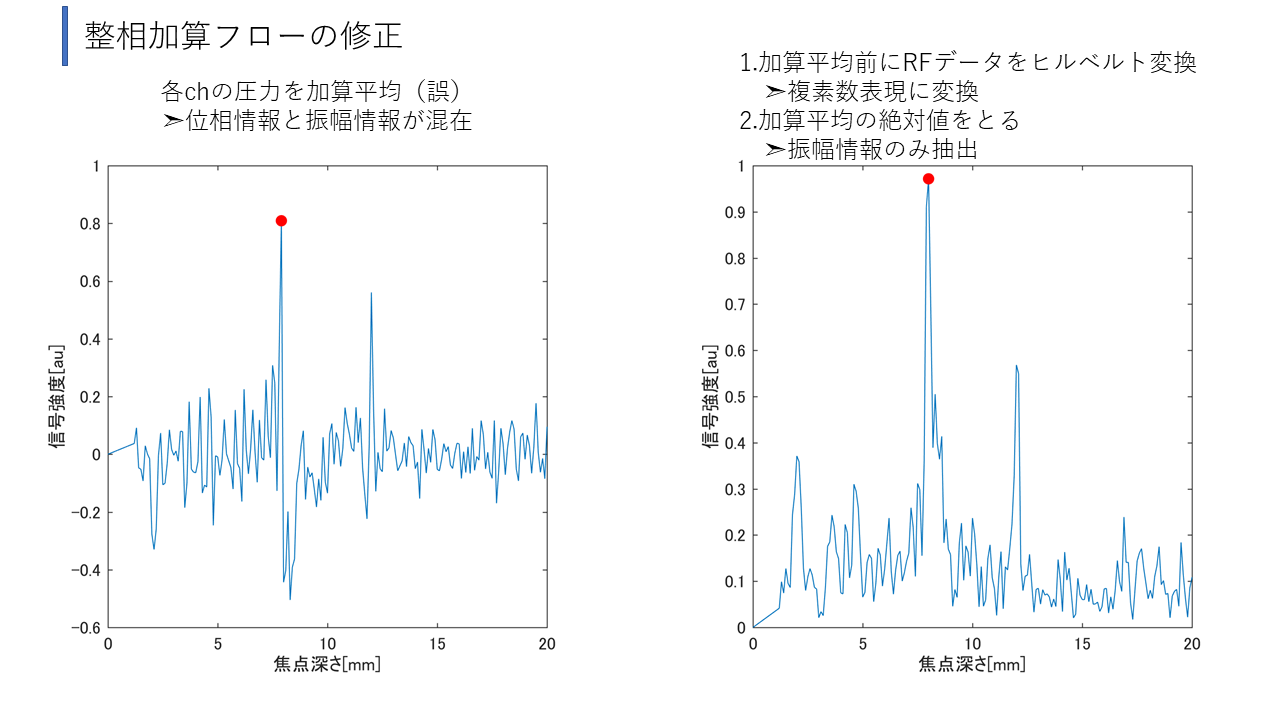 整相加算フローの修正
各chの圧力を加算平均（誤）
➣位相情報と振幅情報が混在
1.加算平均前にRFデータをヒルベルト変換
➣複素数表現に変換
2.加算平均の絶対値をとる
➣振幅情報のみ抽出
1
0.8
0.6
0.4
0.2
0
−0.2
−0.4
−0.6
信号強度[au]
0
5
10
15
20
焦点深さ[mm]
1
0.9
0.8
0.7
0.6
0.5
0.4
0.3
0.2
0.1
0
信号強度[au]
0
5
10
15
20
焦点深さ[mm]